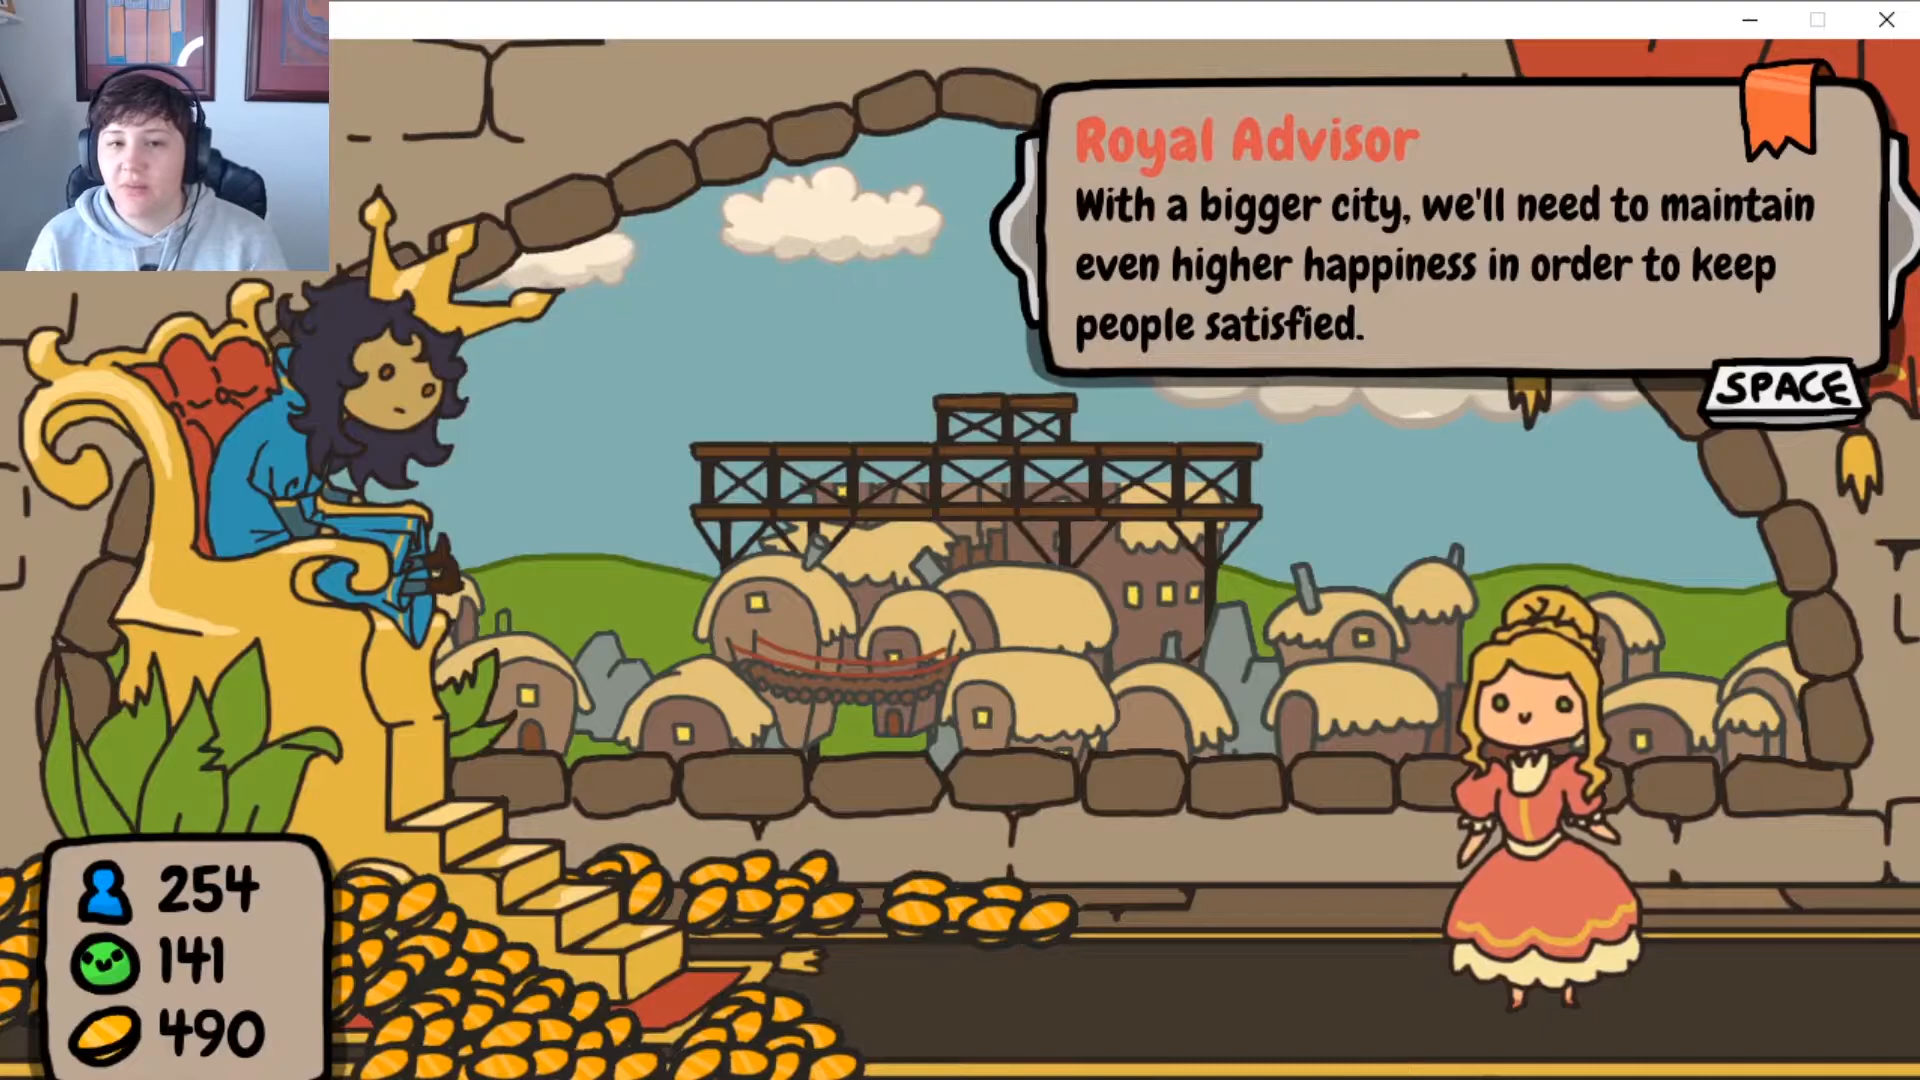 Royal Advisor
With a bigger city, we'll need to maintain
even higher happiness in order to keep
people satisfied.
SPACE
254
141
490